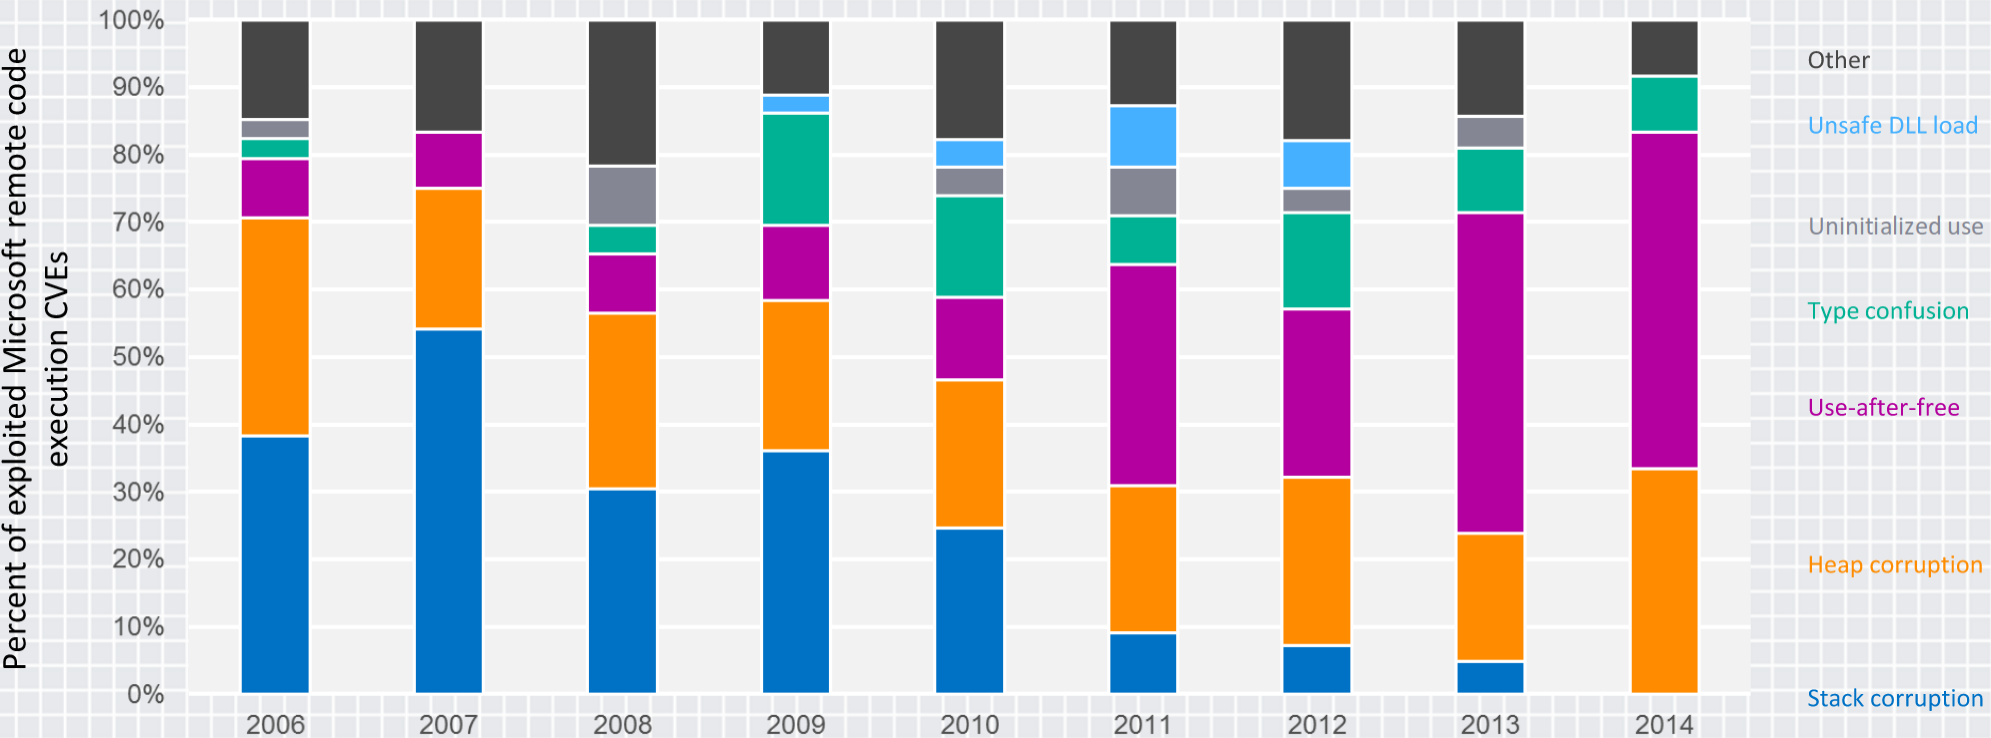 Percent of exploited Microsoft remote code
execution CVEs
100%
90%
80%
70%
60%
50%
40%
30%
20%
10%
0%
2006
2007
2008
2009
2010
2011
2012
2013
2014
Other
Unsafe DLL load
Uninitialized use
Type confusion
Use-after-free
Heap corruption
Stack corruption